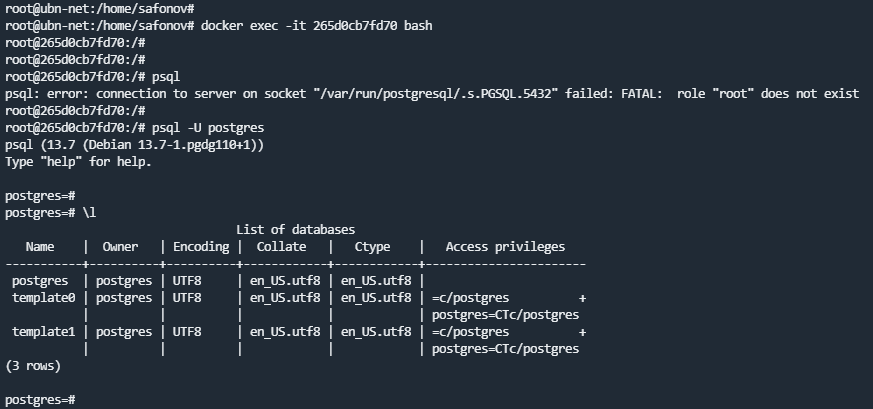 root@ubn-net:/home/safonov#
root@ubn-net:/home/safonov# docker exec -it 265d0cb7fd70 bash
root@265d0cb7fd70:/#
root@265d0cb7fd70:/#
root@265d0cb7fd70:/# psql
psql: error: connection to server on socket "/var/run/postgresql/.s.PGSQL.5432" failed: FATAL:  role "root" does not exist
root@265d0cb7fd70:/#
root@265d0cb7fd70:/# psql -U postgres
psql (13.7 (Debian 13.7-1.pgdg110+1))
Type "help" for help.

postgres=#
postgres=# \l
                                 List of databases
   Name    |  Owner   | Encoding |  Collate   |   Ctype    |   Access privileges
-----------+----------+----------+------------+------------+-----------------------
 postgres  | postgres | UTF8     | en_US.utf8 | en_US.utf8 |
 template0 | postgres | UTF8     | en_US.utf8 | en_US.utf8 | =c/postgres          +
           |          |          |            |            | postgres=CTc/postgres
 template1 | postgres | UTF8     | en_US.utf8 | en_US.utf8 | =c/postgres          +
           |          |          |            |            | postgres=CTc/postgres
(3 rows)

postgres=#